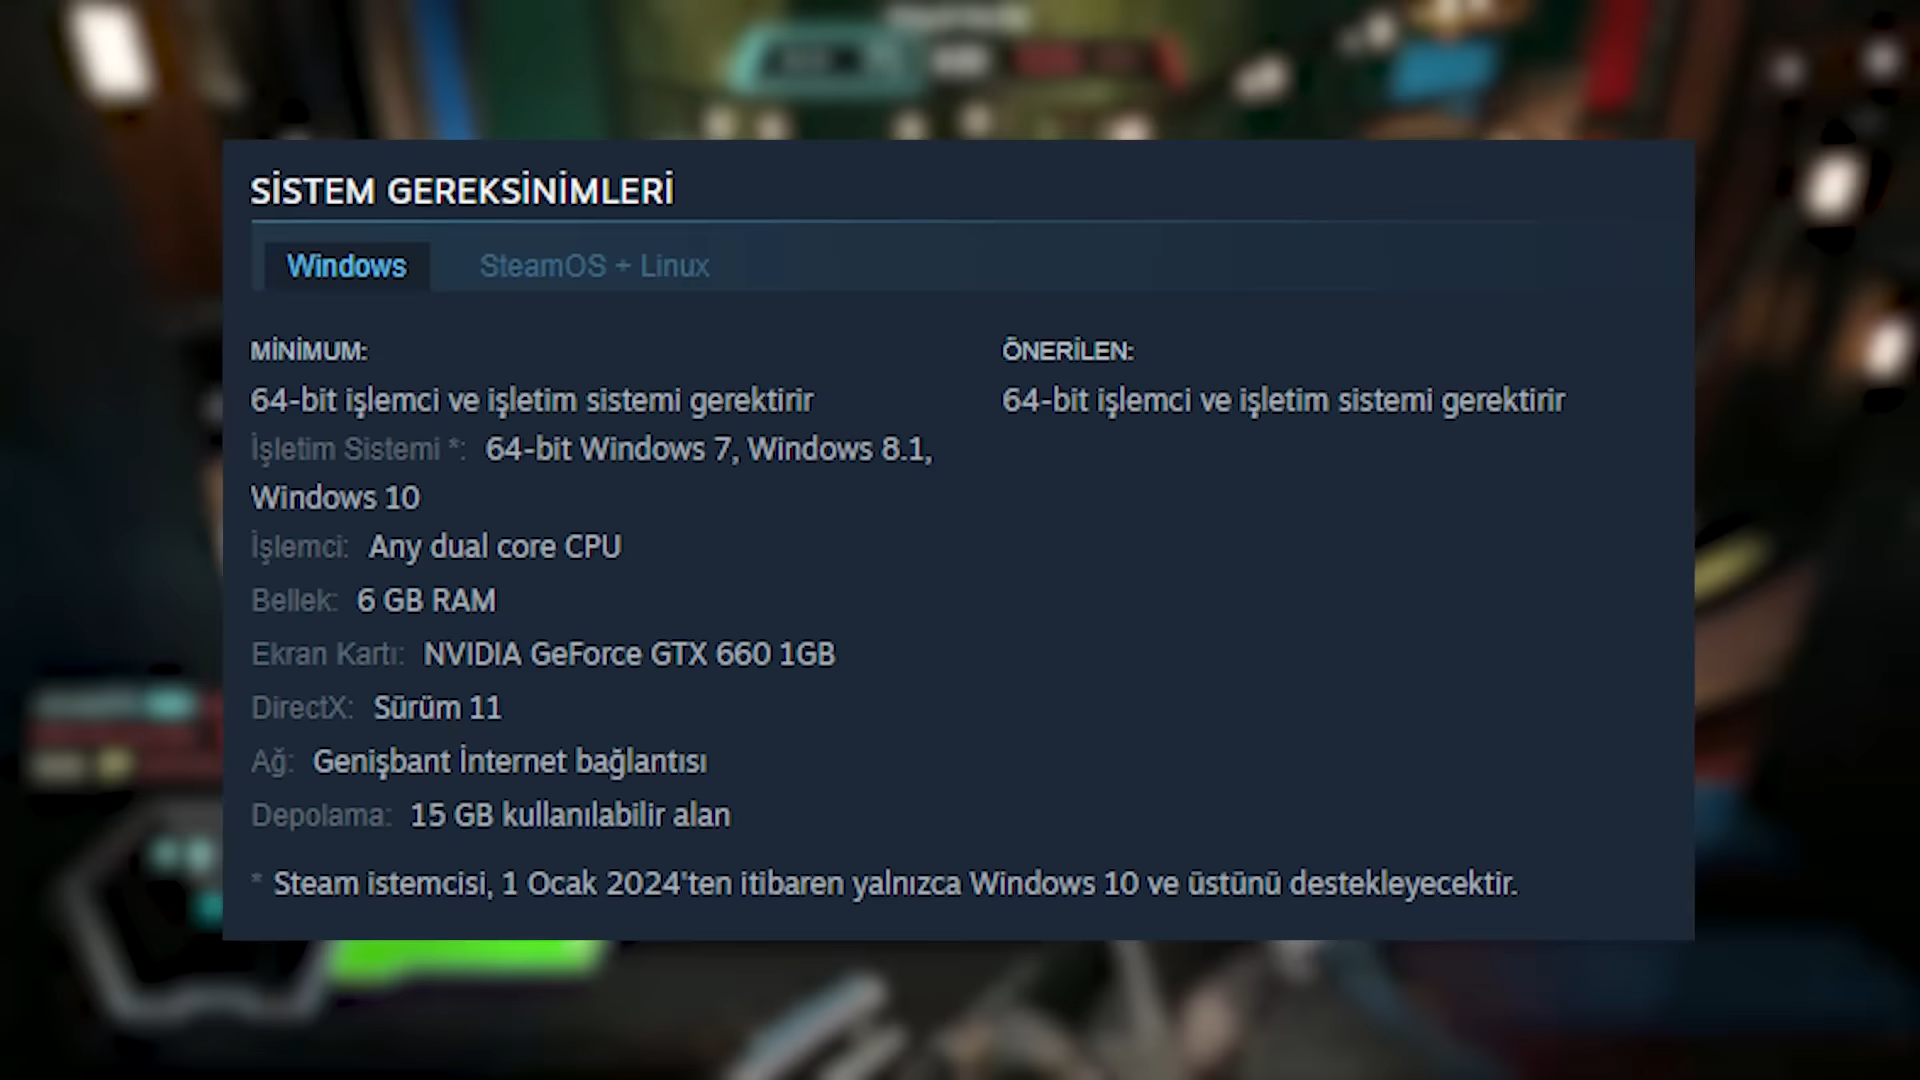 SİSTEM GEREKSİNİMLERİ
Windows
SteamOS + Linux
MİNİMUM:
64-bit işlemci ve işletim sistemi gerektirir
İşletim Sistemi *: 64-bit Windows 7, Windows 8.1,
Windows 10
İşlemci: Any dual core CPU
Bellek: 6 GB RAM
Ekran Kartı: NVIDIA GeForce GTX 660 1GB
DirectX: Sürüm 11
Ağ: Genişbant İnternet bağlantısı
Depolama: 15 GB kullanılabilir alan
ÖNERİLEN:
64-bit işlemci ve işletim sistemi gerektirir
* Steam istemcisi, 1 Ocak 2024'ten itibaren yalnızca Windows 10 ve üstünü destekleyecektir.